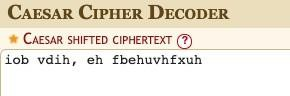 CAESAR CIPHER DECODER
★ CAESAR SHIFTED CIPHERTEXT ?
iob vdih, eh fbehuvhfxuh